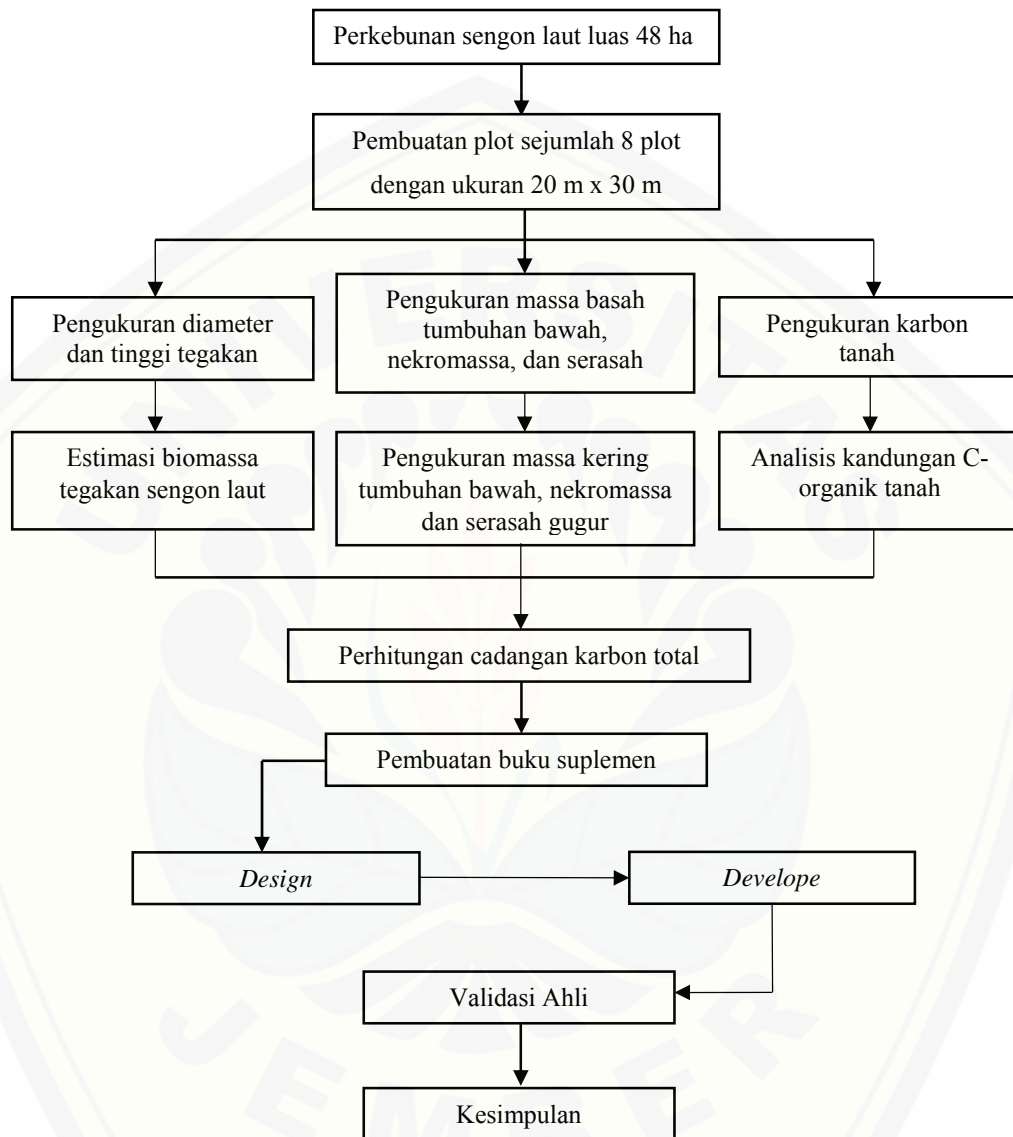 Perkebunan sengon laut luas 48 ha
Pembuatan plot sejumlah 8 plot
dengan ukuran 20 m x 30 m
Pengukuran diameter
dan tinggi tegakan
Pengukuran massa basah
tumbuhan bawah,
nekromassa, dan serasah
Pengukuran karbon
tanah
Estimasi biomassa
tegakan sengon laut
Pengukuran massa kering
tumbuhan bawah, nekromassa
dan serasah gugur
Analisis kandungan C-
organik tanah
Perhitungan cadangan karbon total
Pembuatan buku suplemen
Design
Develope
Validasi Ahli
Kesimpulan
UNIVERSITAS
JEMBER